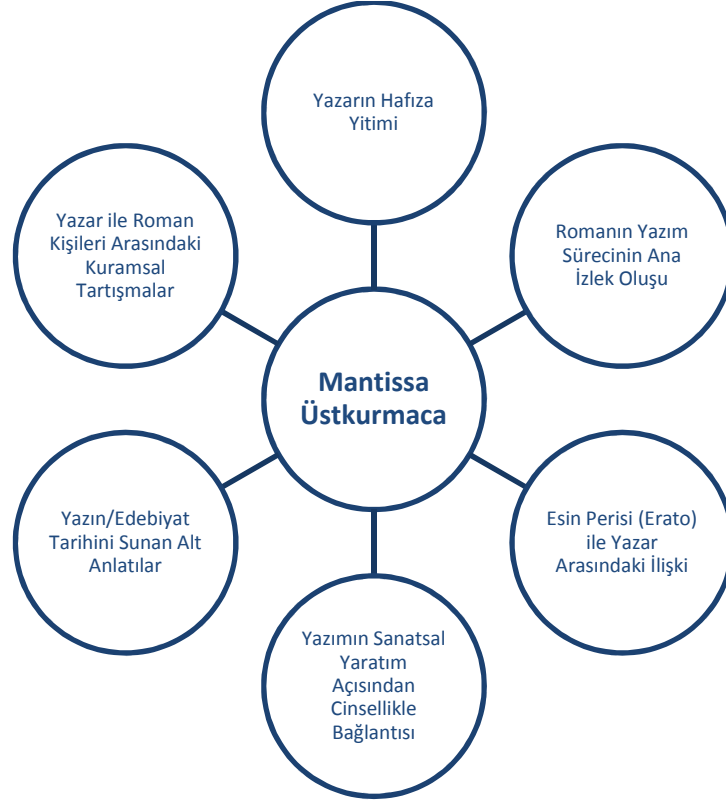 Yazarın Hafıza
Yitimi
Yazar ile Roman
Kişileri Arasındaki
Kuramsal
Tartışmalar
Romanın Yazım
Sürecinin Ana
İzlek Oluşu
Mantissa
Üstkurmaca
Yazın/Edebiyat
Tarihini Sunan Alt
Anlatılar
Esin Perisi (Erato)
ile Yazar
Arasındaki İlişki
Yazımın Sanatsal
Yaratım
Açısından
Cinsellikle
Bağlantısı